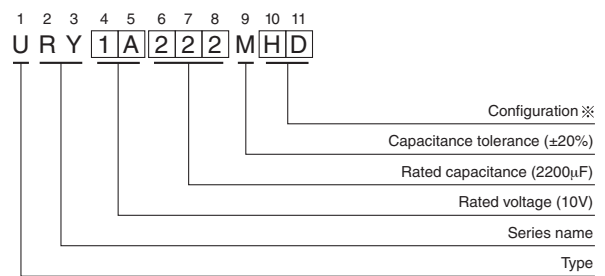 1 2 3 4 5 6 7 8 9 10 11
U R Y 1 A 2 2 2 M H D
Configuration ※
Capacitance tolerance (±20%)
Rated capacitance (2200μF)
Rated voltage (10V)
Series name
Type